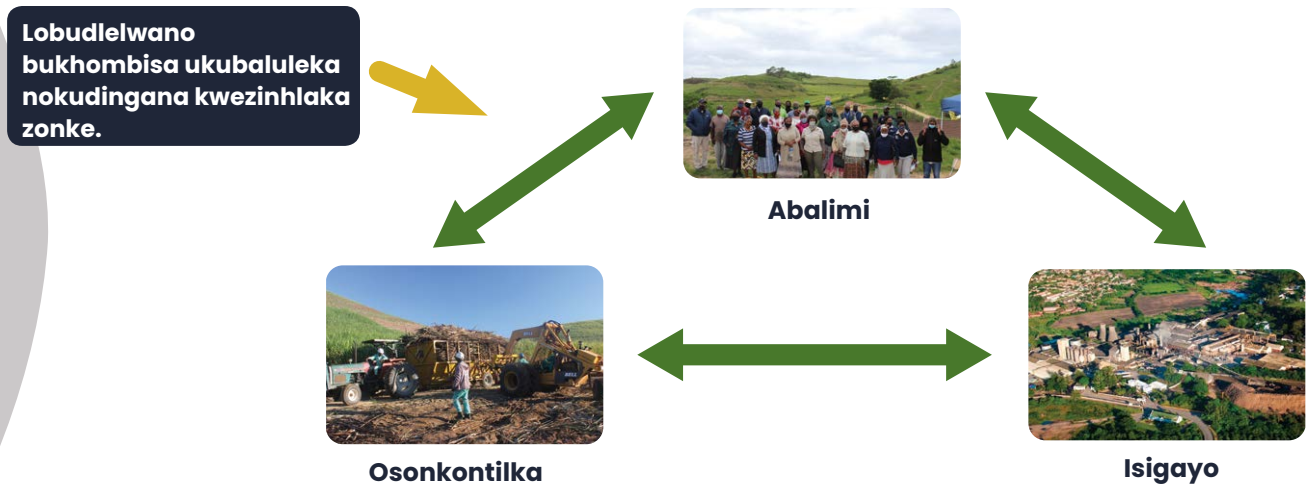 Lobudlelwano
bukhombisa ukubaluleka
nokudingana kwezinhlaka
zonke.
Abalimi
Osonkontilka
Isigayo